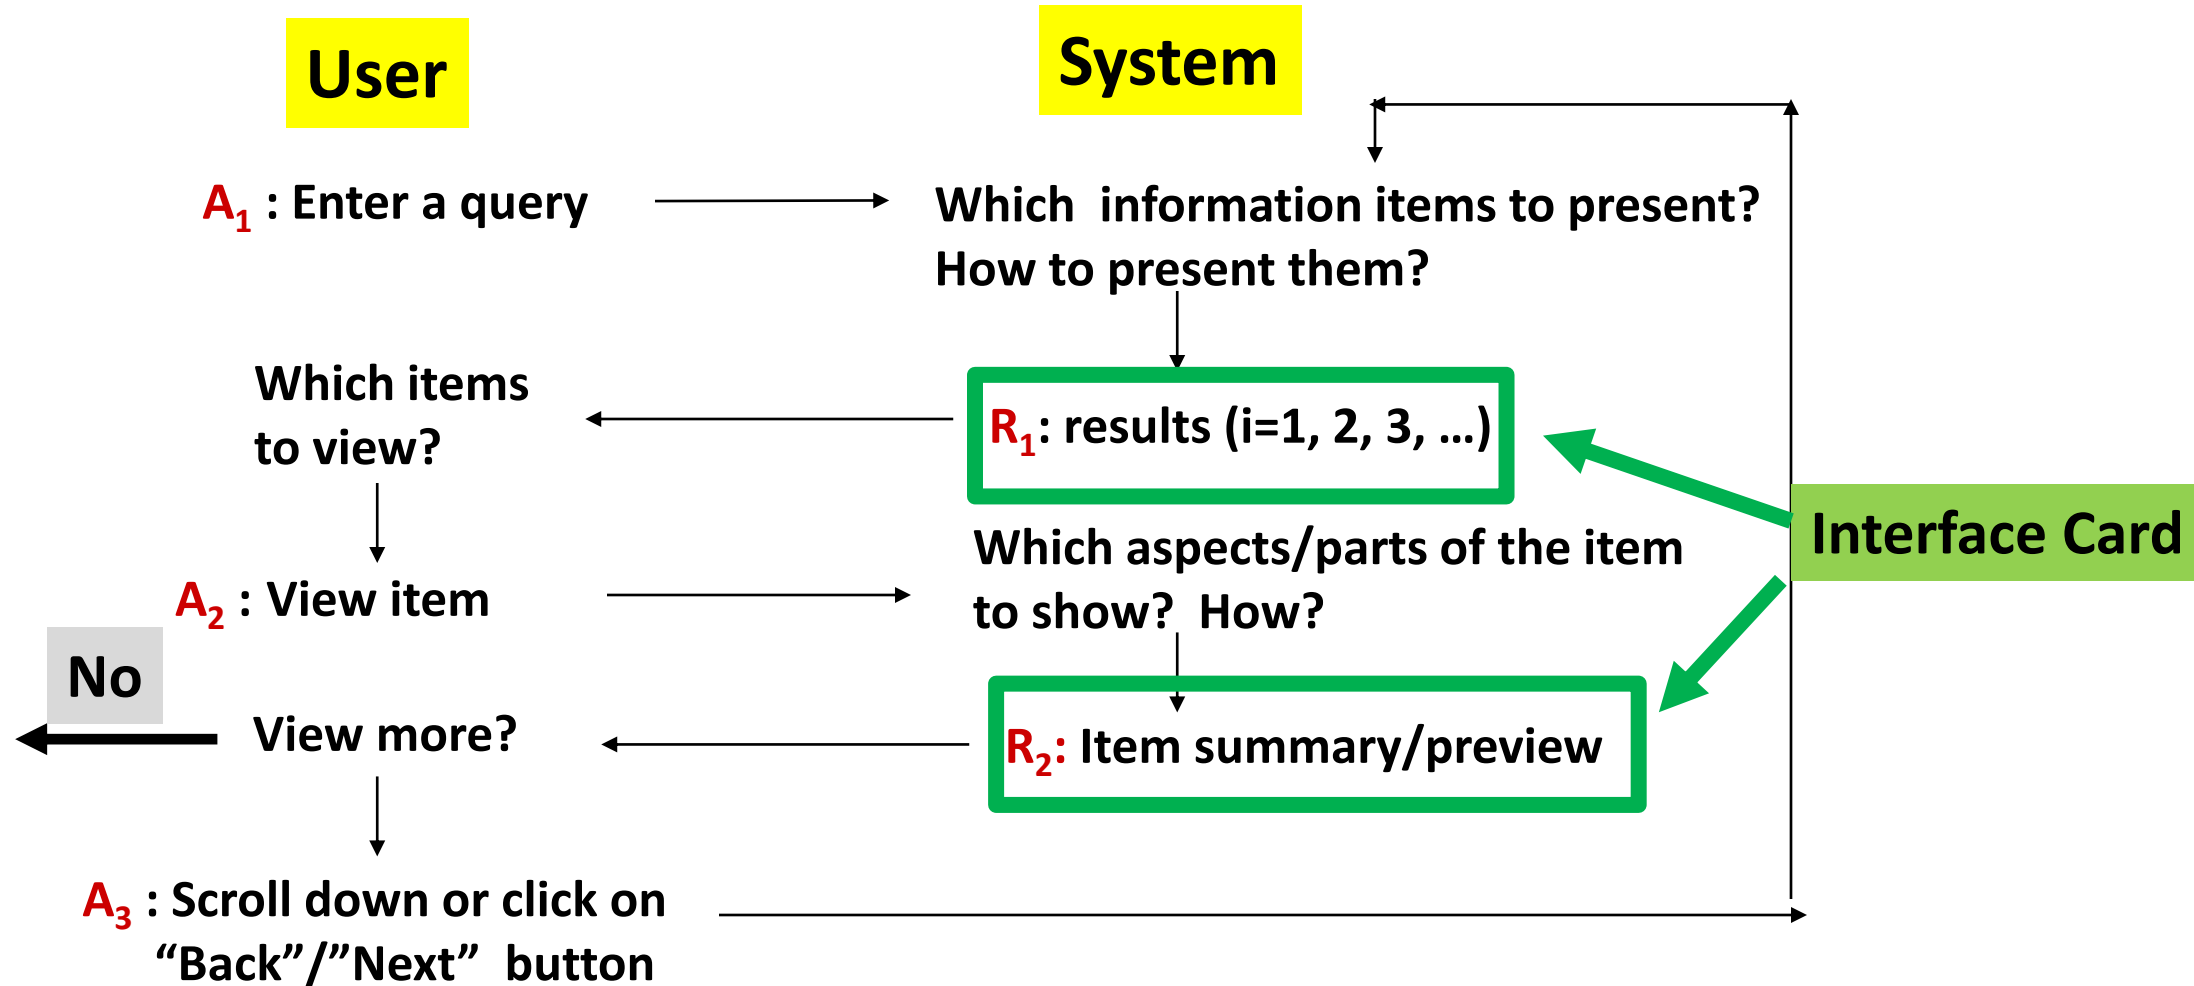 User
System
A1 : Enter a query
Which information items to present?
How to present them?
Which items
to view?
R1: results (i=1, 2, 3, …)
Interface Card
Which aspects/parts of the item
to show? How?
A2 : View item
No
View more?
R2: Item summary/preview
A3 : Scroll down or click on
“Back”/”Next” button